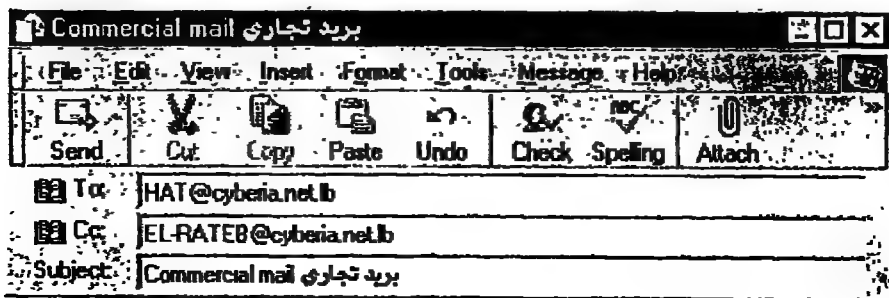 Commercial mail بريد تجاري
File Edit View Insert Format Tools Message Help
Send Cut Copy Paste Undo Check Spelling Attach
To: HAT@cyberia.net.lb
Cc: EL-RATEB@cyberia.net.lb
Subject: Commercial mail بريد تجاري